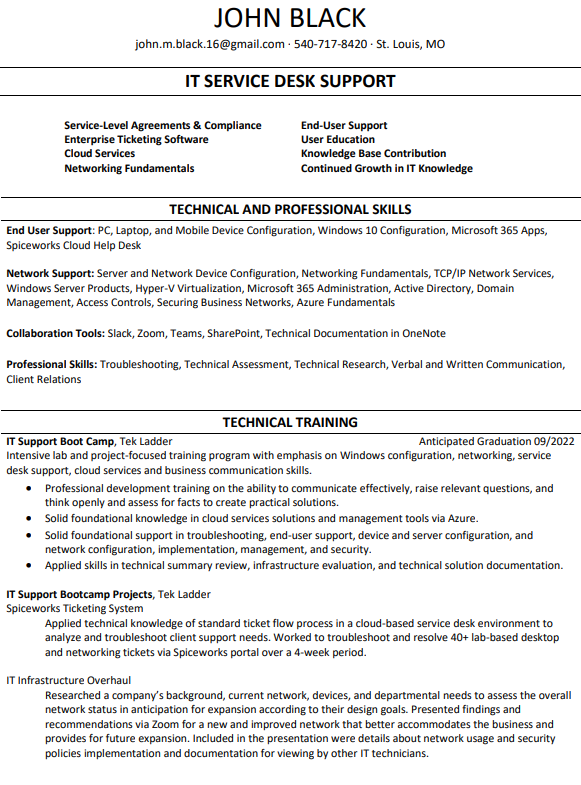 JOHN BLACK
john.m.black.16@gmail.com · 540-717-8420 · St. Louis, MO
IT SERVICE DESK SUPPORT
Service-Level Agreements & Compliance
Enterprise Ticketing Software
Cloud Services
Networking Fundamentals
End-User Support
User Education
Knowledge Base Contribution
Continued Growth in IT Knowledge
TECHNICAL AND PROFESSIONAL SKILLS
End User Support: PC, Laptop, and Mobile Device Configuration, Windows 10 Configuration, Microsoft 365 Apps,
Spiceworks Cloud Help Desk
Network Support: Server and Network Device Configuration, Networking Fundamentals, TCP/IP Network Services,
Windows Server Products, Hyper-V Virtualization, Microsoft 365 Administration, Active Directory, Domain
Management, Access Controls, Securing Business Networks, Azure Fundamentals
Collaboration Tools: Slack, Zoom, Teams, SharePoint, Technical Documentation in OneNote
Professional Skills: Troubleshooting, Technical Assessment, Technical Research, Verbal and Written Communication,
Client Relations
TECHNICAL TRAINING
IT Support Boot Camp, Tek Ladder Anticipated Graduation 09/2022
Intensive lab and project-focused training program with emphasis on Windows configuration, networking, service
desk support, cloud services and business communication skills.
• Professional development training on the ability to communicate effectively, raise relevant questions, and
think openly and assess for facts to create practical solutions.
• Solid foundational knowledge in cloud services solutions and management tools via Azure.
• Solid foundational support in troubleshooting, end-user support, device and server configuration, and
network configuration, implementation, management, and security.
• Applied skills in technical summary review, infrastructure evaluation, and technical solution documentation.
IT Support Bootcamp Projects, Tek Ladder
Spiceworks Ticketing System
Applied technical knowledge of standard ticket flow process in a cloud-based service desk environment to
analyze and troubleshoot client support needs. Worked to troubleshoot and resolve 40+ lab-based desktop
and networking tickets via Spiceworks portal over a 4-week period.
IT Infrastructure Overhaul
Researched a company's background, current network, devices, and departmental needs to assess the overall
network status in anticipation for expansion according to their design goals. Presented findings and
recommendations via Zoom for a new and improved network that better accommodates the business and
provides for future expansion. Included in the presentation were details about network usage and security
policies implementation and documentation for viewing by other IT technicians.